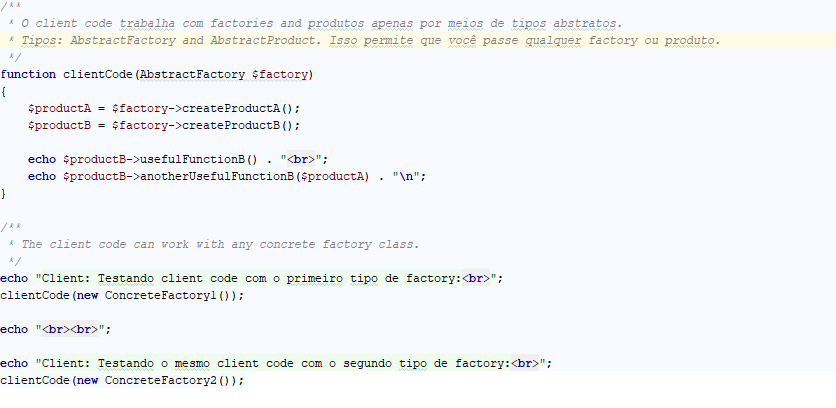 /**
 * O client code trabalha com factories and produtos apenas por meios de tipos abstratos.
 * Tipos: AbstractFactory and AbstractProduct. Isso permite que você passe qualquer factory ou produto.
 */
function clientCode(AbstractFactory $factory)
{
    $productA = $factory->createProductA();
    $productB = $factory->createProductB();

    echo $productB->usefulFunctionB() . "<br>";
    echo $productB->anotherUsefulFunctionB($productA) . "\n";
}

/**
 * The client code can work with any concrete factory class.
 */
echo "Client: Testando client code com o primeiro tipo de factory:<br>";
clientCode(new ConcreteFactory1());

echo "<br><br>";

echo "Client: Testando o mesmo client code com o segundo tipo de factory:<br>";
clientCode(new ConcreteFactory2());